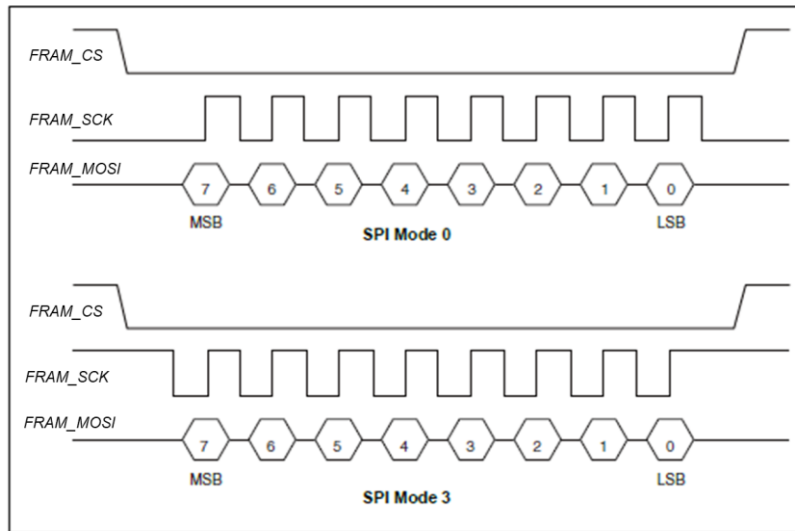 FRAM_CS
FRAM_SCK
FRAM_MOSI
7 6 5 4 3 2 1 0
MSB LSB
SPI Mode 0
FRAM_CS
FRAM_SCK
FRAM_MOSI
7 6 5 4 3 2 1 0
MSB LSB
SPI Mode 3